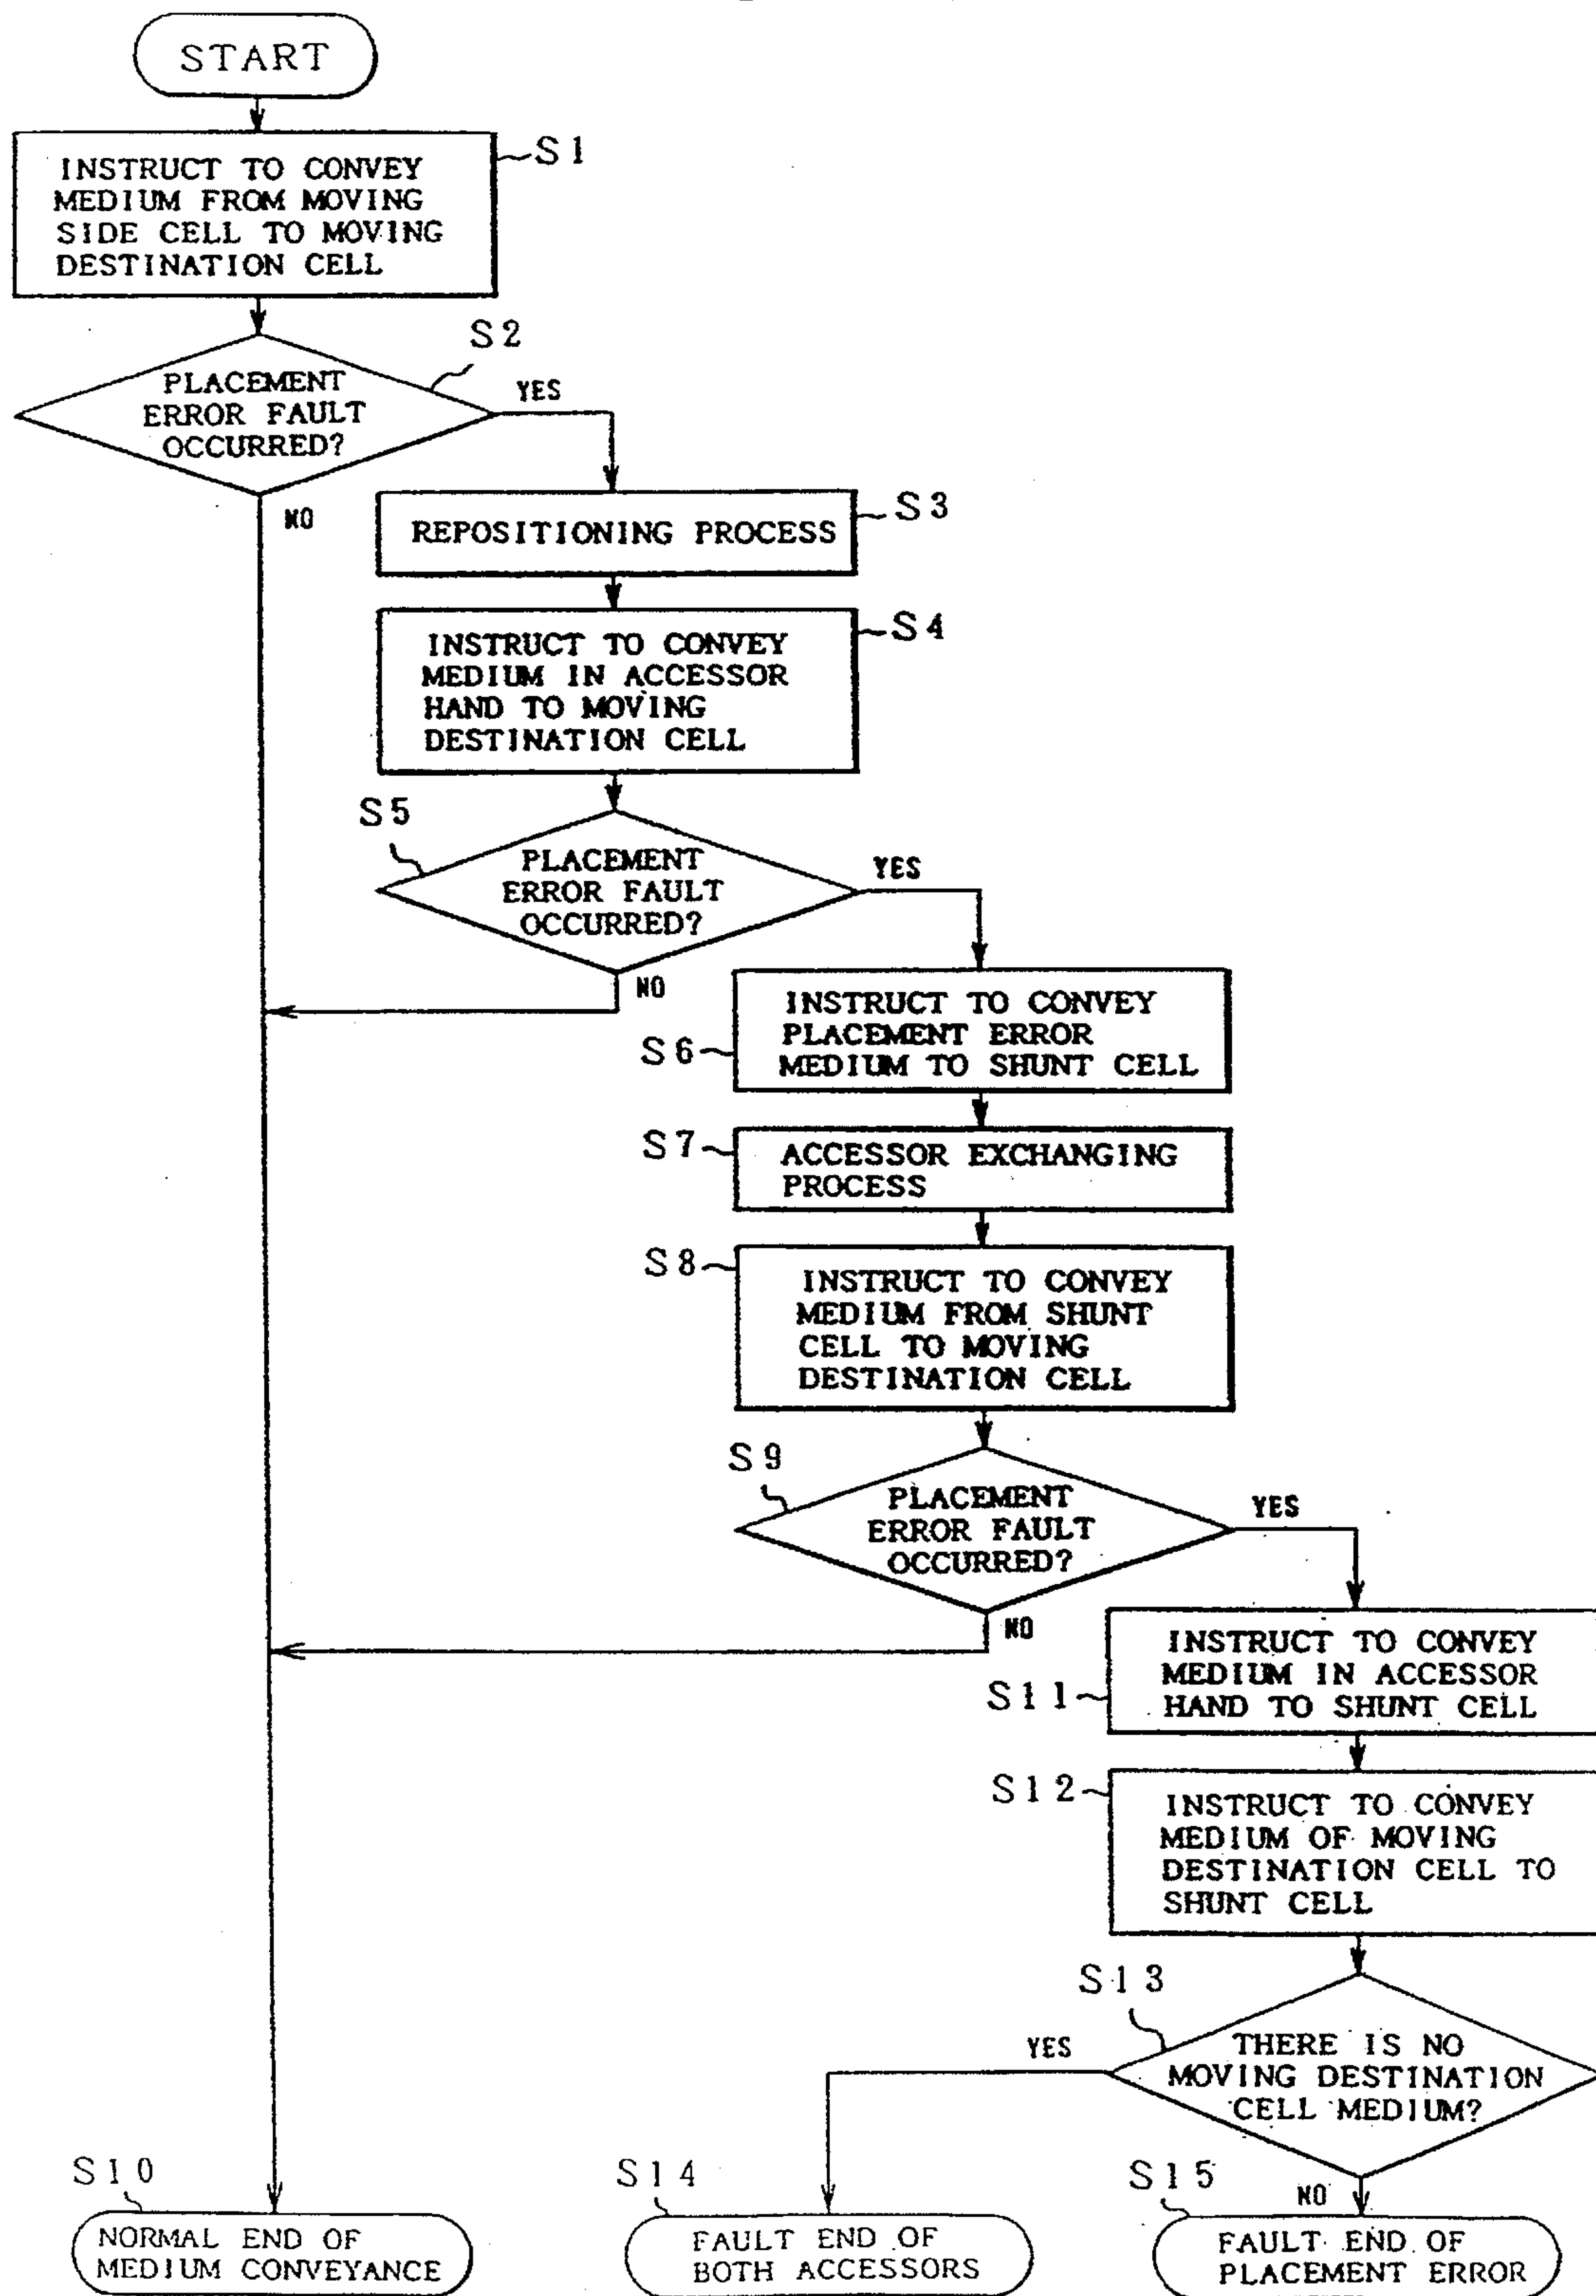 START
INSTRUCT TO CONVEY
MEDIUM FROM MOVING
SIDE CELL TO MOVING
DESTINATION CELL
S1
S2
PLACEMENT
ERROR FAULT
OCCURRED?
YES
NO
REPOSITIONING PROCESS
S3
INSTRUCT TO CONVEY
MEDIUM IN ACCESSOR
HAND TO MOVING
DESTINATION CELL
S4
S5
PLACEMENT
ERROR FAULT
OCCURRED?
YES
NO
S6
INSTRUCT TO CONVEY
PLACEMENT ERROR
MEDIUM TO SHUNT CELL
S7
ACCESSOR EXCHANGING
PROCESS
S8
INSTRUCT TO CONVEY
MEDIUM FROM SHUNT
CELL TO MOVING
DESTINATION CELL
S9
PLACEMENT
ERROR FAULT
OCCURRED?
YES
NO
S11
INSTRUCT TO CONVEY
MEDIUM IN ACCESSOR
HAND TO SHUNT CELL
S12
INSTRUCT TO CONVEY
MEDIUM OF MOVING
DESTINATION CELL TO
SHUNT CELL
S13
THERE IS NO
MOVING DESTINATION
CELL MEDIUM?
YES
NO
S10
NORMAL END OF
MEDIUM CONVEYANCE
S14
FAULT END OF
BOTH ACCESSORS
S15
FAULT END OF
PLACEMENT ERROR